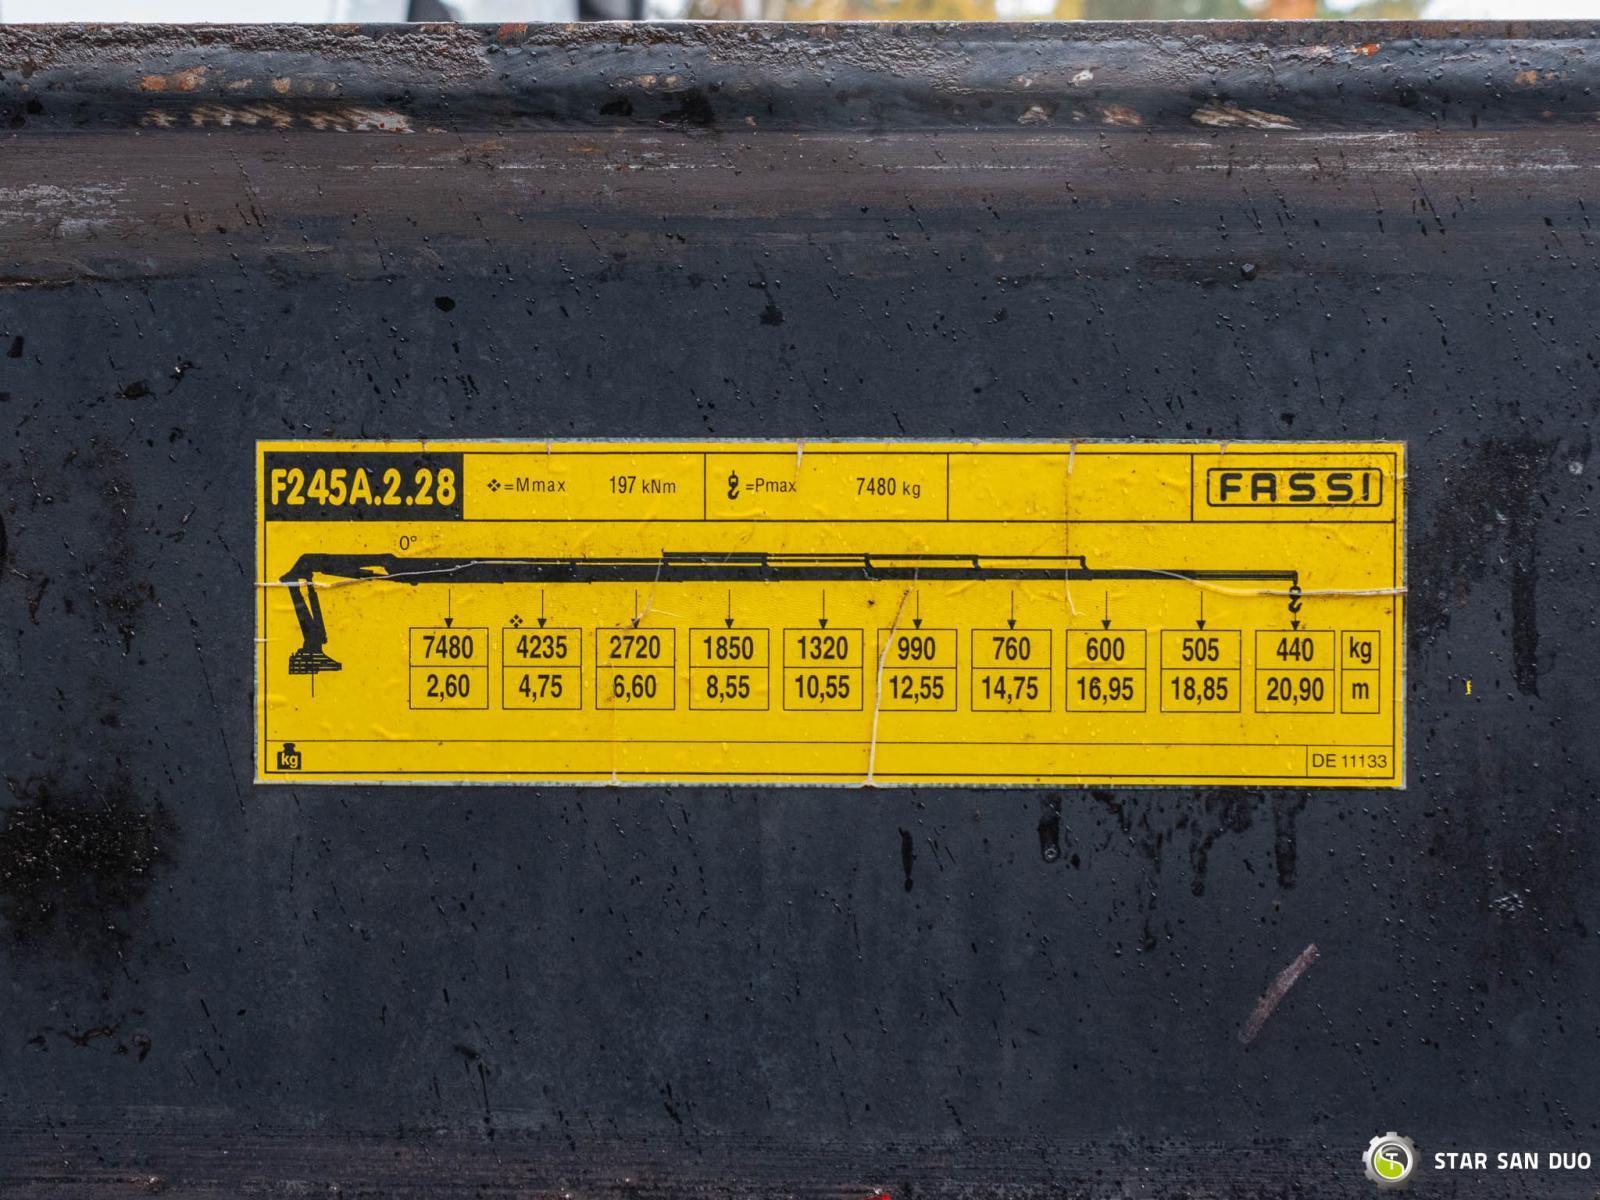 F245A.2.28 ❖=Mmax 197 kNm =Pmax 7480 kg FASSI
0°
❖
7480 4235 2720 1850 1320 990 760 600 505 440 kg
2,60 4,75 6,60 8,55 10,55 12,55 14,75 16,95 18,85 20,90 m
kg DE 11133
STAR SAN DUO